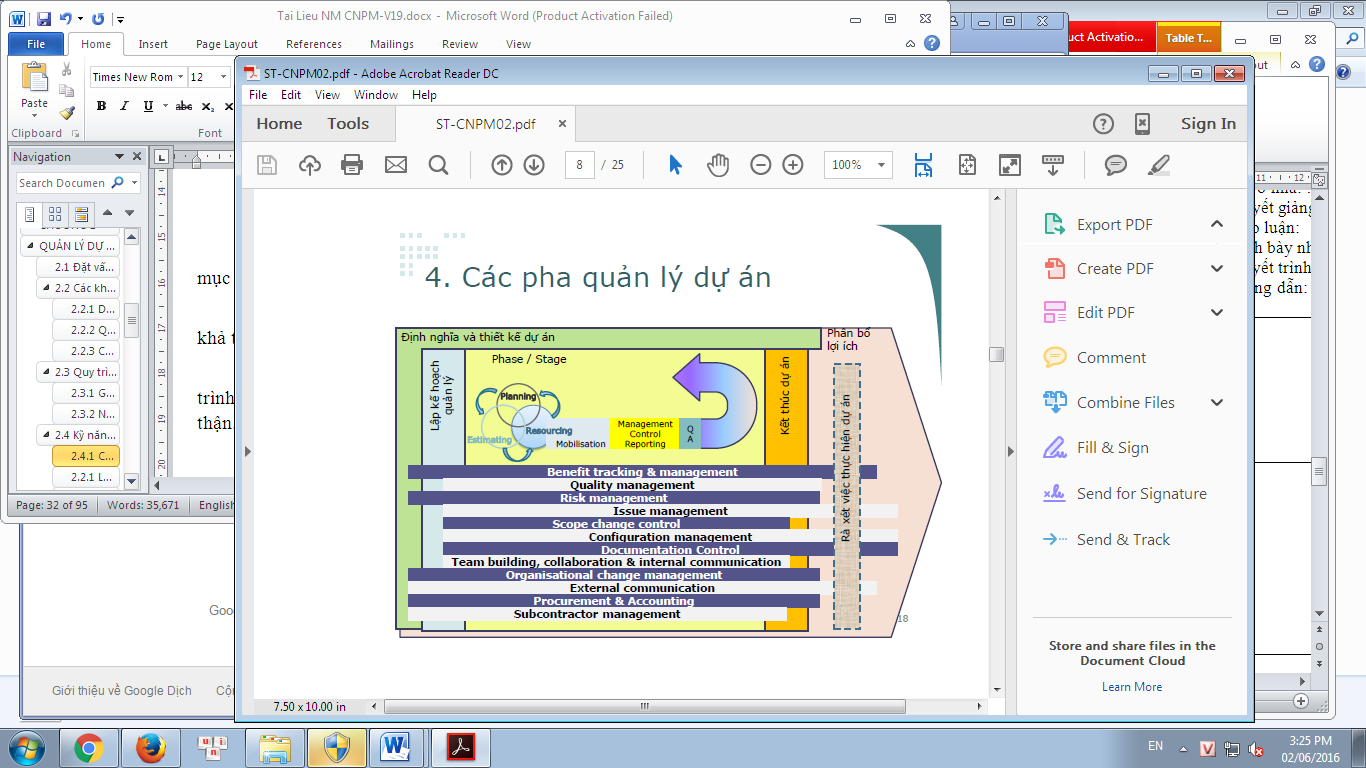 Tai Lieu NM CNPM-V19.docx - Microsoft Word (Product Activation Failed)
File Home Insert Page Layout References Mailings Review View
Times New Rom 12
Paste
B I U abc x₂ x
Clipboard Font
Navigation
Search Documen
QUẢN LÝ DỰ ...
2.1 Đặt vấ...
2.2 Các kh...
2.2.1 D...
2.2.2 Q...
2.2.3 C...
2.3 Quy trì...
2.3.1 G...
2.3.2 N...
2.4 Kỹ năn...
2.4.1 C...
2.2.1 L...
mục
khả t
trình
thận.
Page: 32 of 95 Words: 35,671 English
Goo
Giới thiệu về Google Dịch Cộn
uct Activatio... Table T...
out
11 12
yết giảng
o luận:
h bày nh
yết trình
ng dẫn:
ST-CNPM02.pdf - Adobe Acrobat Reader DC
File Edit View Window Help
Home Tools ST-CNPM02.pdf × Sign In
8 / 25 100%
4. Các pha quản lý dự án
Định nghĩa và thiết kế dự án
Phân bổ
lợi ích
Lập kế hoạch
quản lý
Phase / Stage
Planning
Estimating
Resourcing
Mobilisation
Management
Control
Reporting
Q
A
Kết thúc dự án
Rà xét việc thực hiện dự án
Benefit tracking & management
Quality management
Risk management
Issue management
Scope change control
Configuration management
Documentation Control
Team building, collaboration & internal communication
Organisational change management
External communication
Procurement & Accounting
Subcontractor management
18
7.50 x 10.00 in
Export PDF
Create PDF
Edit PDF
Comment
Combine Files
Fill & Sign
Send for Signature
Send & Track
Store and share files in the
Document Cloud
Learn More
EN
3:25 PM
02/06/2016